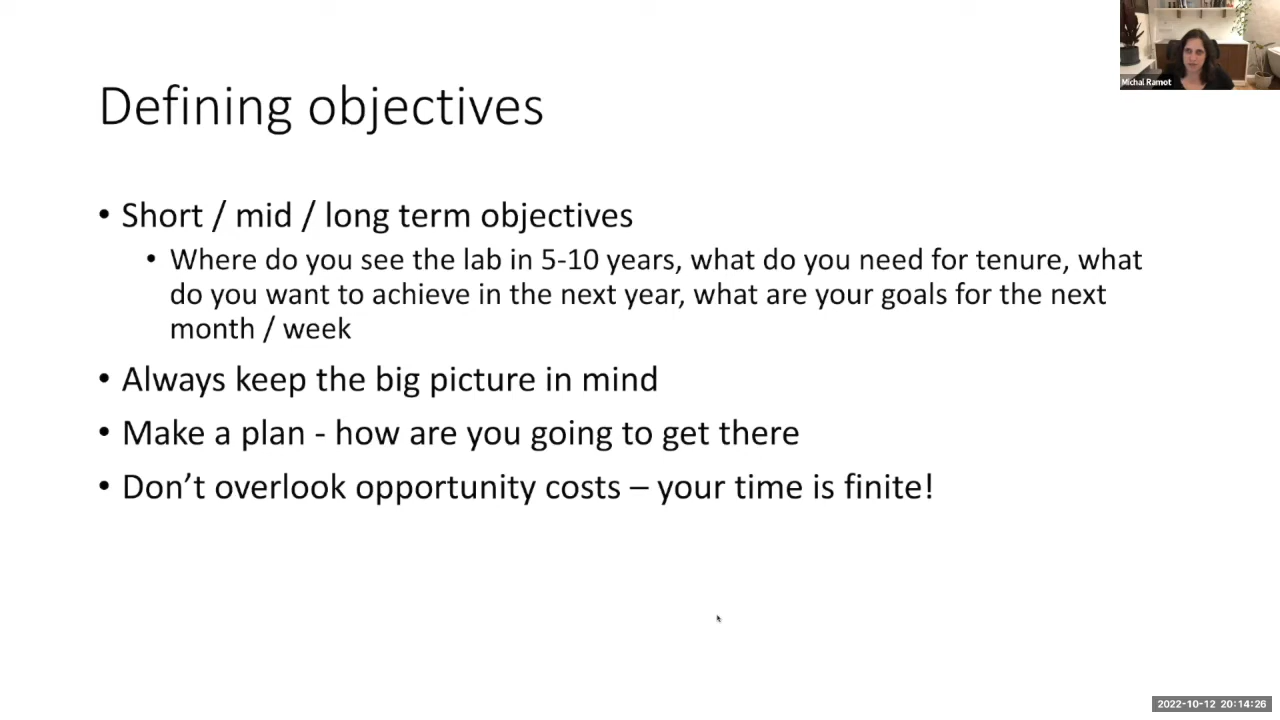 Michal Ramot
Defining objectives
• Short / mid / long term objectives
• Where do you see the lab in 5-10 years, what do you need for tenure, what
do you want to achieve in the next year, what are your goals for the next
month / week
• Always keep the big picture in mind
• Make a plan - how are you going to get there
• Don’t overlook opportunity costs – your time is finite!
2022-10-12 20:14:26